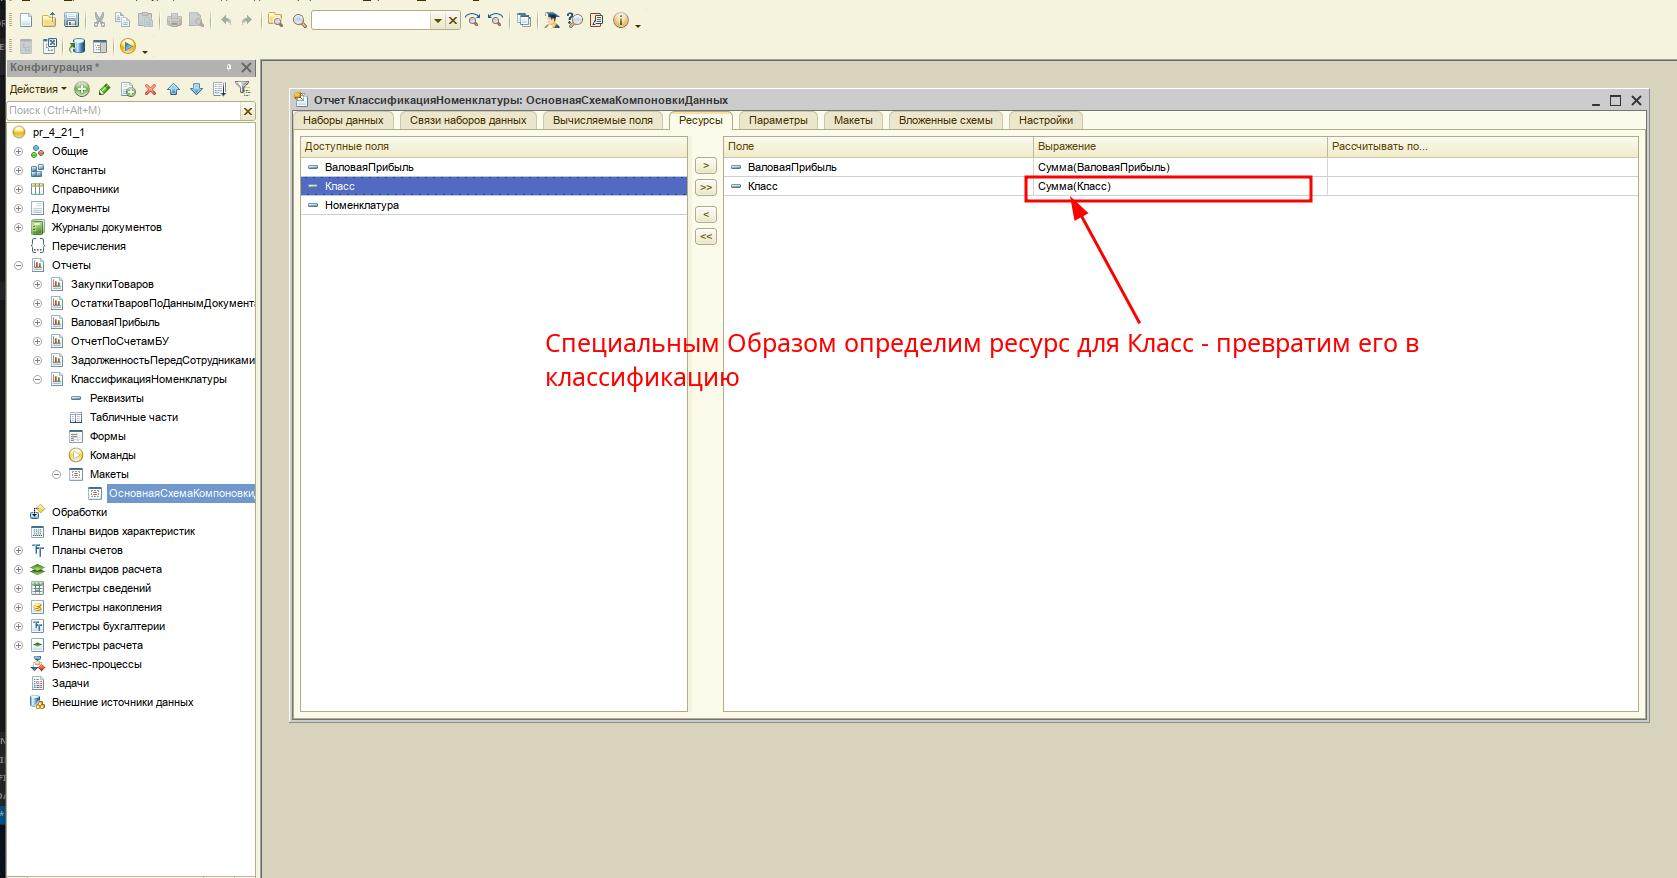 Конфигурация *
Действия
Поиск (Ctrl+Alt+M)
pr_4_21_1
Общие
Константы
Справочники
Документы
Журналы документов
Перечисления
Отчеты
ЗакупкиТоваров
ОстаткиТваровПоДаннымДокумент
ВаловаяПрибыль
ОтчетПоСчетамБУ
ЗадолженностьПередСотрудниками
КлассификацияНоменклатуры
Реквизиты
Табличные части
Формы
Команды
Макеты
ОсновнаяСхемаКомпоновки
Обработки
Планы видов характеристик
Планы счетов
Планы видов расчета
Регистры сведений
Регистры накопления
Регистры бухгалтерии
Регистры расчета
Бизнес-процессы
Задачи
Внешние источники данных
Отчет КлассификацияНоменклатуры: ОсновнаяСхемаКомпоновкиДанных
Наборы данных Связи наборов данных Вычисляемые поля Ресурсы Параметры Макеты Вложенные схемы Настройки
Доступные поля
ВаловаяПрибыль
Класс
Номенклатура
>
>>
<
<<
Поле Выражение Рассчитывать по...
ВаловаяПрибыль Сумма(ВаловаяПрибыль)
Класс Сумма(Класс)
Специальным Образом определим ресурс для Класс - превратим его в
классификацию